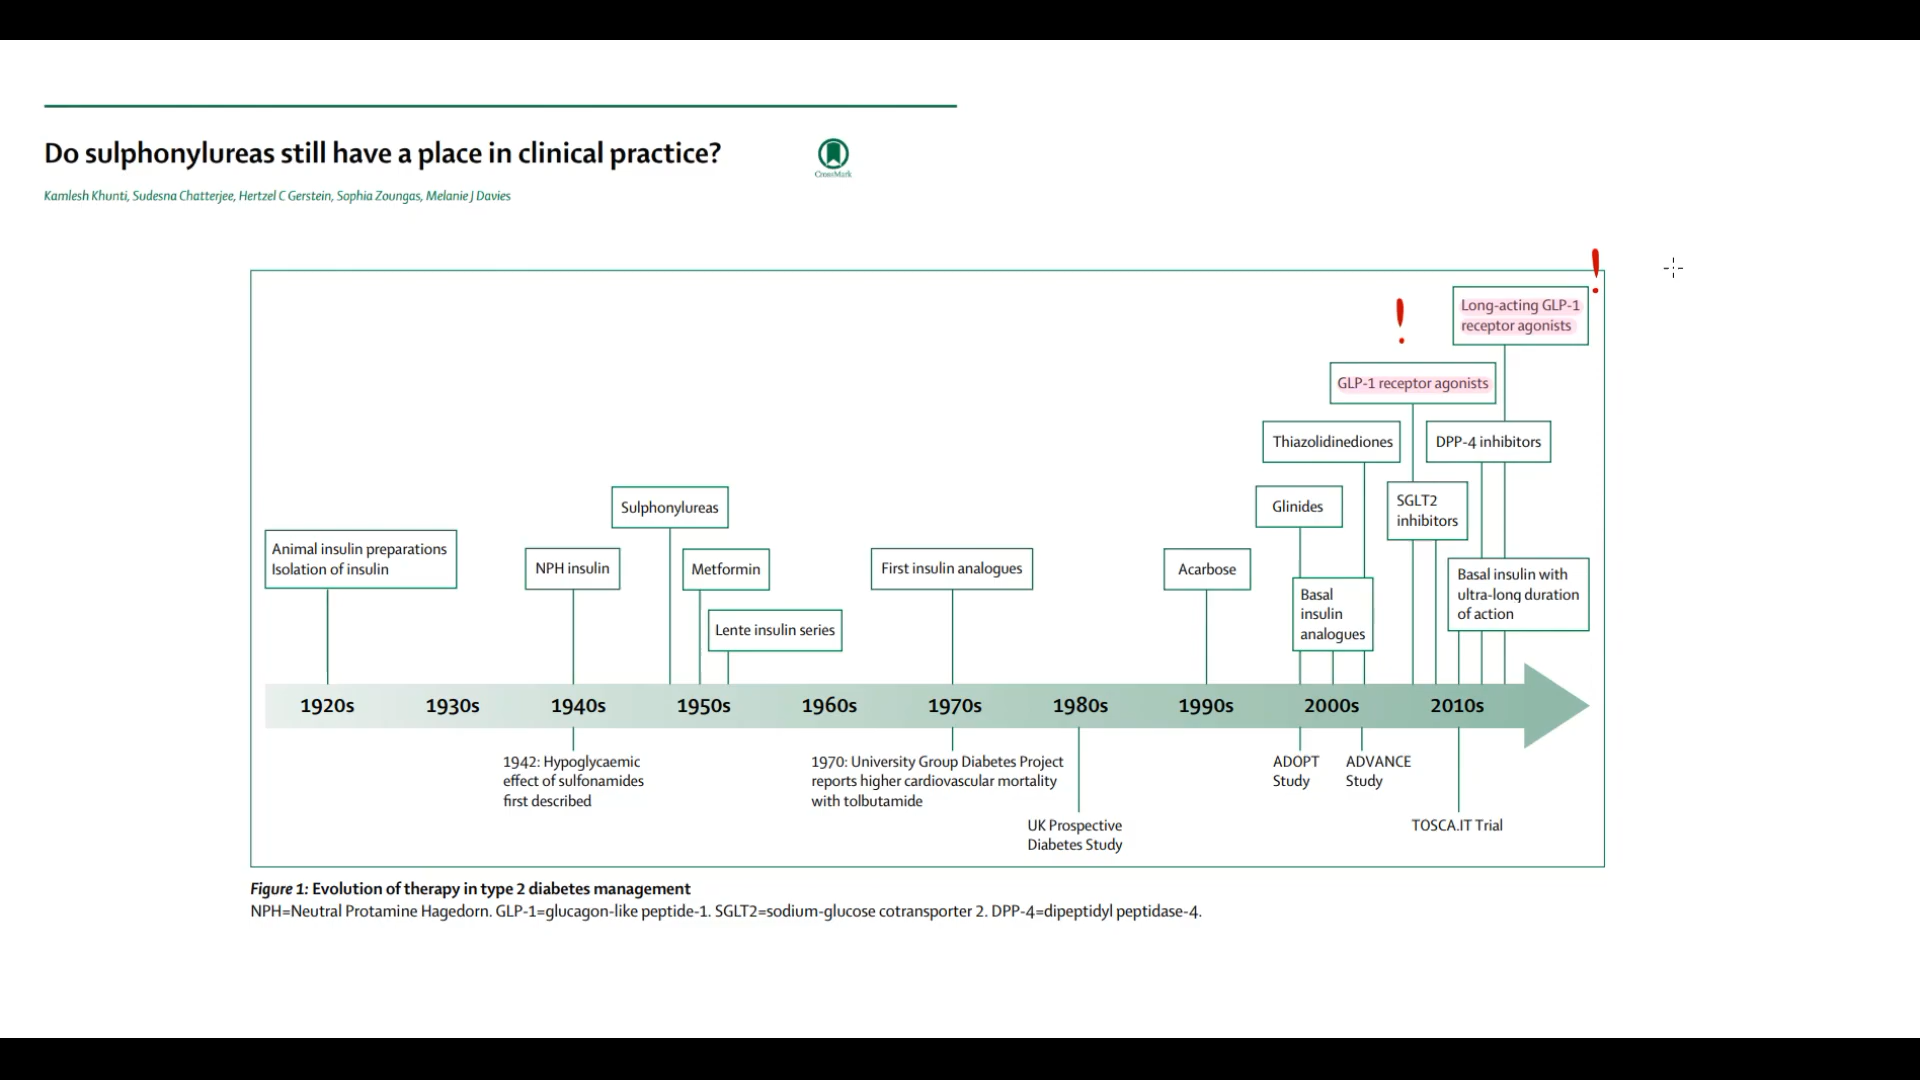 Do sulphonylureas still have a place in clinical practice?
CrossMark
Kamlesh Khunti, Sudesna Chatterjee, Hertzel C Gerstein, Sophia Zoungas, Melanie J Davies
!
!
Long-acting GLP-1
receptor agonists
GLP-1 receptor agonists
Thiazolidinediones
DPP-4 inhibitors
Sulphonylureas
Glinides
SGLT2
inhibitors
Animal insulin preparations
Isolation of insulin
NPH insulin
Metformin
First insulin analogues
Acarbose
Basal
insulin
analogues
Basal insulin with
ultra-long duration
of action
Lente insulin series
1920s 1930s 1940s 1950s 1960s 1970s 1980s 1990s 2000s 2010s
1942: Hypoglycaemic
effect of sulfonamides
first described
1970: University Group Diabetes Project
reports higher cardiovascular mortality
with tolbutamide
UK Prospective
Diabetes Study
ADOPT
Study
ADVANCE
Study
TOSCA.IT Trial
Figure 1: Evolution of therapy in type 2 diabetes management
NPH=Neutral Protamine Hagedorn. GLP-1=glucagon-like peptide-1. SGLT2=sodium-glucose cotransporter 2. DPP-4=dipeptidyl peptidase-4.